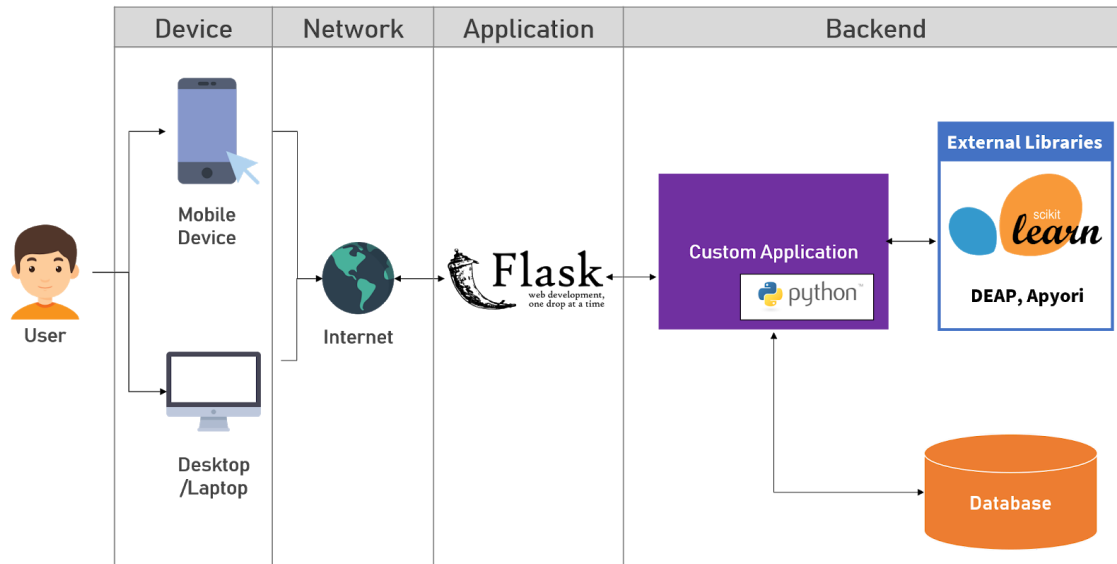 Device
Network
Application
Backend
User
Mobile
Device
Desktop
/Laptop
Internet
Flask
web development,
one drop at a time
Custom Application
python™
External Libraries
scikit
learn
DEAP, Apyori
Database